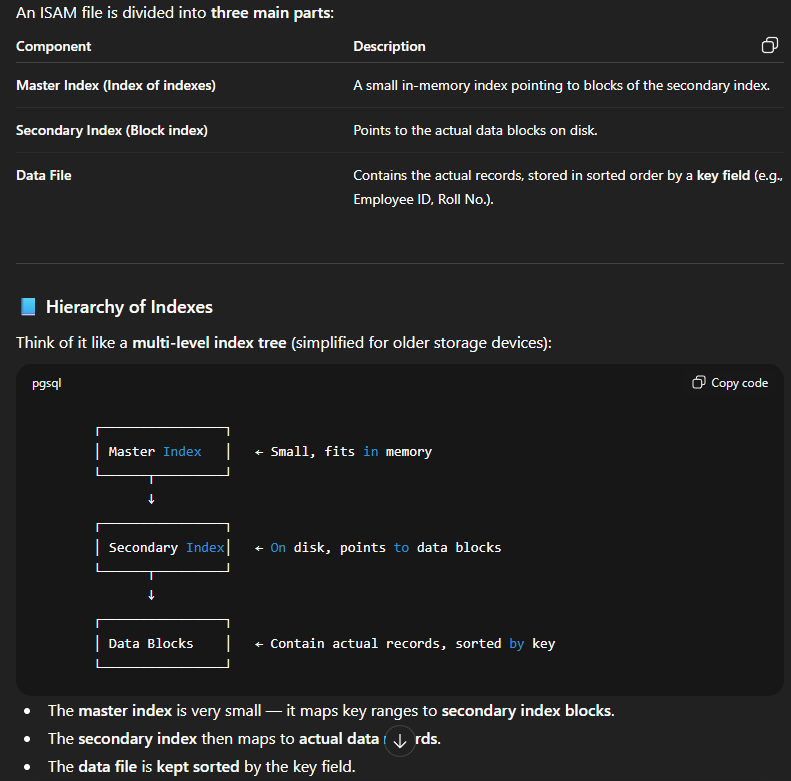 An ISAM file is divided into three main parts:
Component Description
Master Index (Index of indexes) A small in-memory index pointing to blocks of the secondary index.
Secondary Index (Block index) Points to the actual data blocks on disk.
Data File Contains the actual records, stored in sorted order by a key field (e.g.,
Employee ID, Roll No.).
📘 Hierarchy of Indexes
Think of it like a multi-level index tree (simplified for older storage devices):
pgsql Copy code
Master Index ← Small, fits in memory
↓
Secondary Index ← On disk, points to data blocks
↓
Data Blocks ← Contain actual records, sorted by key
• The master index is very small — it maps key ranges to secondary index blocks.
• The secondary index then maps to actual data rds.
• The data file is kept sorted by the key field.